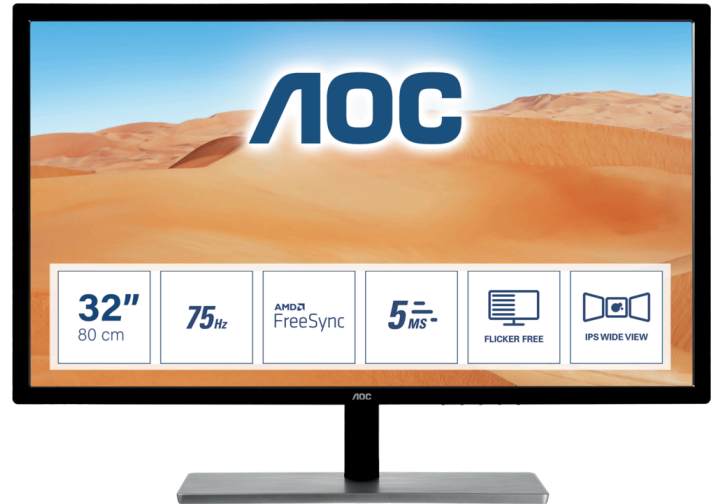 AOC
32"
80 cm
75Hz
AMD
FreeSync
5MS
FLICKER FREE
IPS WIDE VIEW
AOC